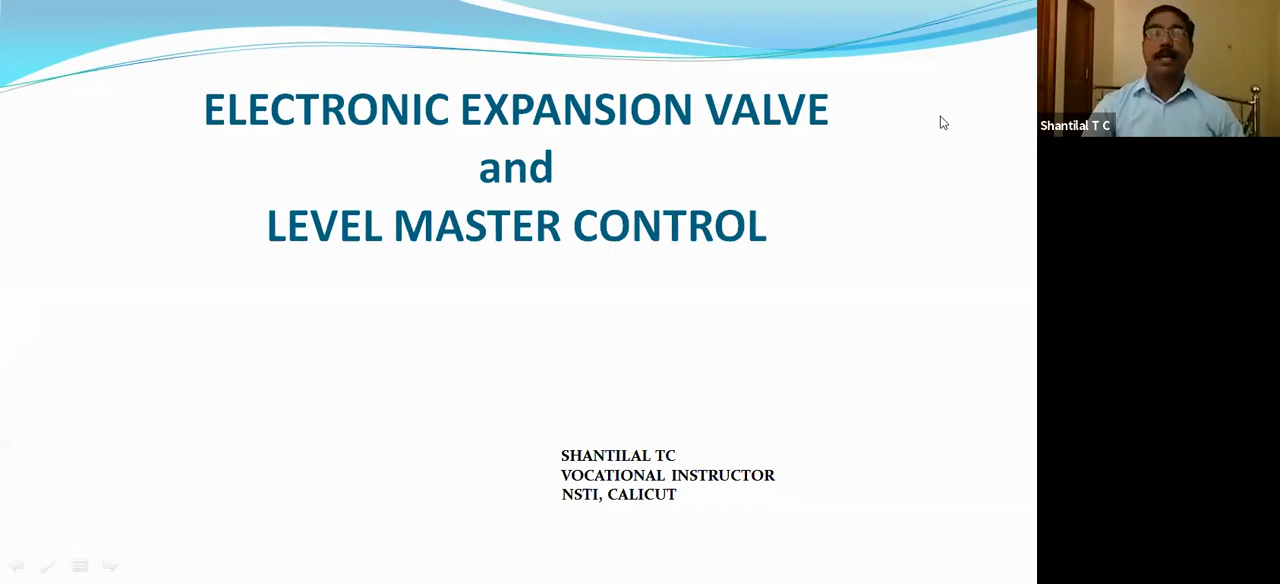 ELECTRONIC EXPANSION VALVE
and
LEVEL MASTER CONTROL
SHANTILAL TC
VOCATIONAL INSTRUCTOR
NSTI, CALICUT
Shantilal T C